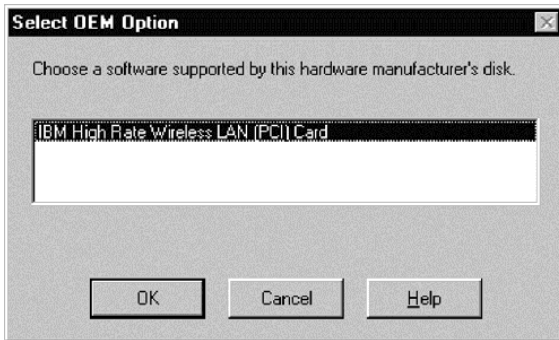 Select OEM Option
Choose a software supported by this hardware manufacturer's disk.
IBM High Rate Wireless LAN (PCI) Card
OK Cancel Help